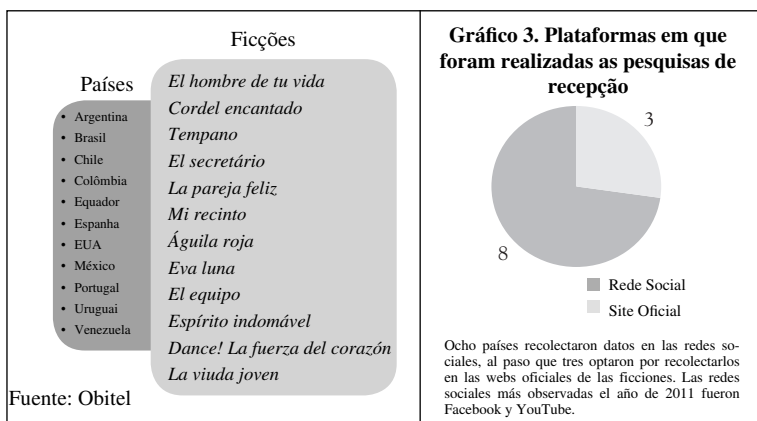 Países
• Argentina
• Brasil
• Chile
• Colômbia
• Equador
• Espanha
• EUA
• México
• Portugal
• Uruguai
• Venezuela
Ficções
El hombre de tu vida
Cordel encantado
Tempano
El secretário
La pareja feliz
Mi recinto
Águila roja
Eva luna
El equipo
Espírito indomável
Dance! La fuerza del corazón
La viuda joven
Fuente: Obitel
Gráfico 3. Plataformas em que
foram realizadas as pesquisas de
recepção
3
8
Rede Social
Site Oficial
Ocho países recolectaron datos en las redes so-
ciales, al paso que tres optaron por recolectarlos
en las webs oficiales de las ficciones. Las redes
sociales más observadas el año de 2011 fueron
Facebook y YouTube.